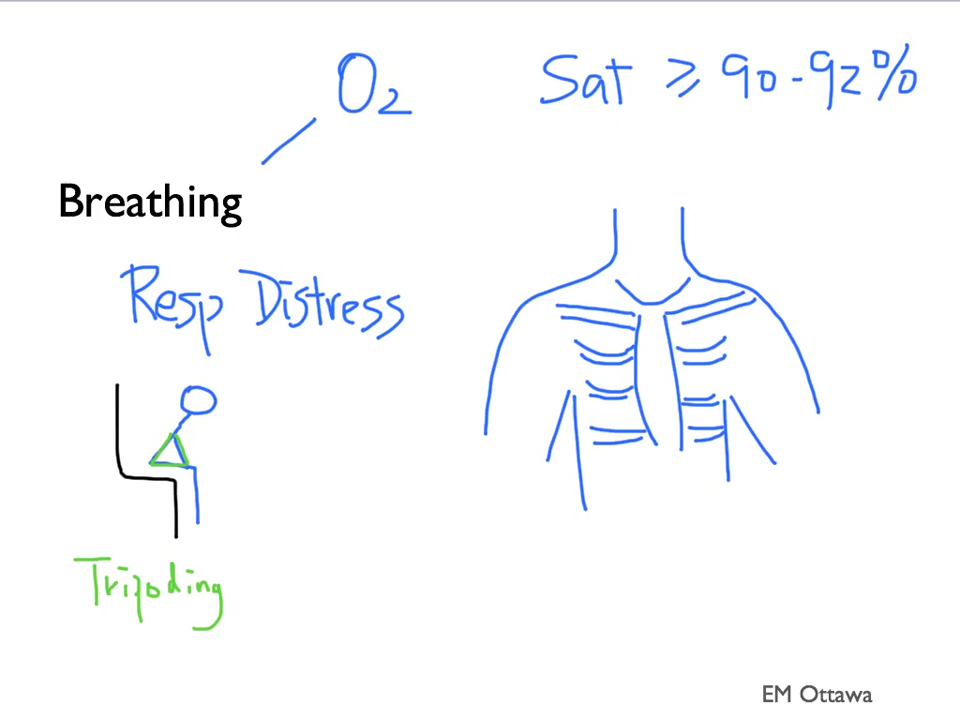 O2
Sat ≥ 90-92%
Breathing
Resp Distress
Tripoding
EM Ottawa